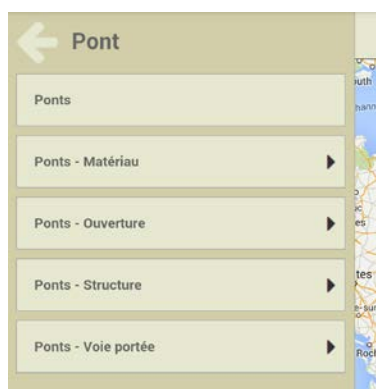 Pont
Ponts
Ponts - Matériau
Ponts - Ouverture
Ponts - Structure
Ponts - Voie portée